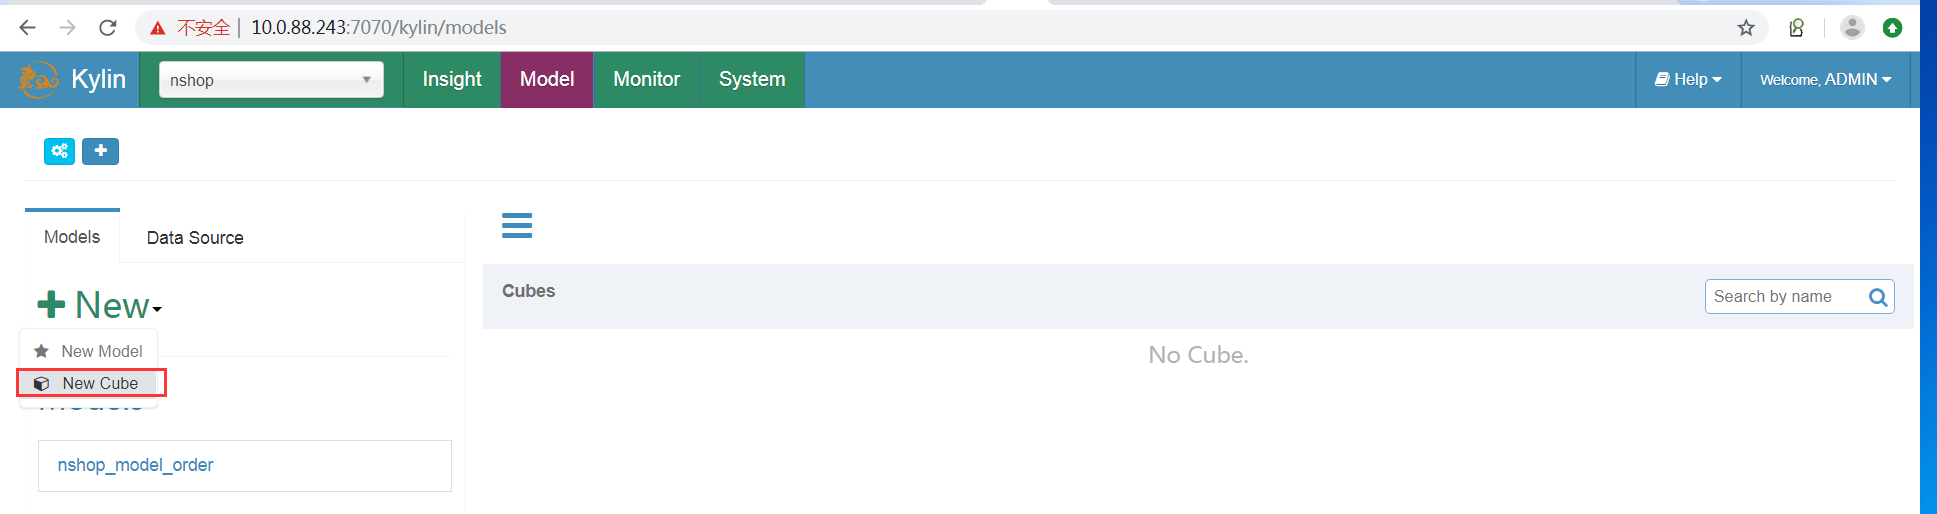 不安全 | 10.0.88.243:7070/kylin/models
Kylin nshop Insight Model Monitor System Help Welcome, ADMIN
Models Data Source
New
Cubes Search by name
New Model
No Cube.
New Cube
Models
nshop_model_order